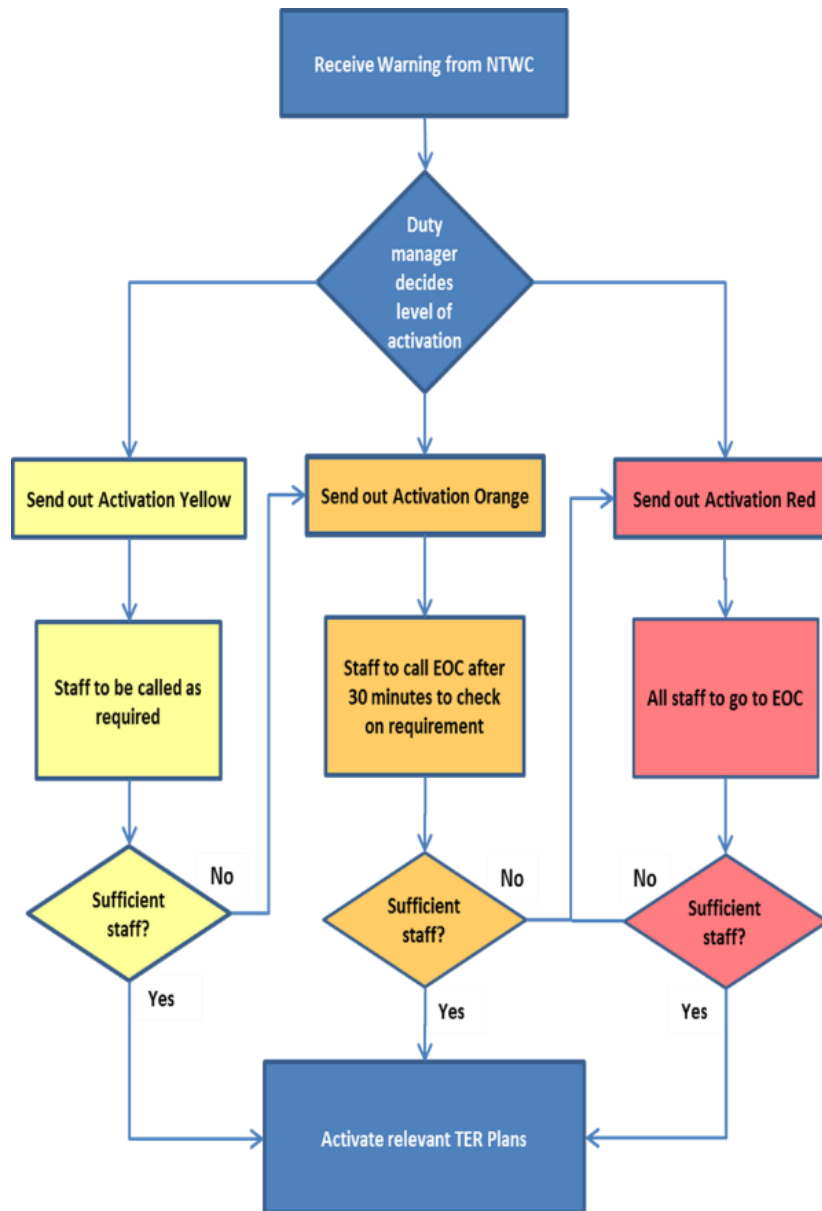 Receive Warning from NTWC
Duty
manager
decides
level of
activation
Send out Activation Yellow
Send out Activation Orange
Send out Activation Red
Staff to be called as
required
Staff to call EOC after
30 minutes to check
on requirement
All staff to go to EOC
No
Sufficient
staff?
Yes
No
Sufficient
staff?
Yes
No
Sufficient
staff?
Yes
Activate relevant TER Plans